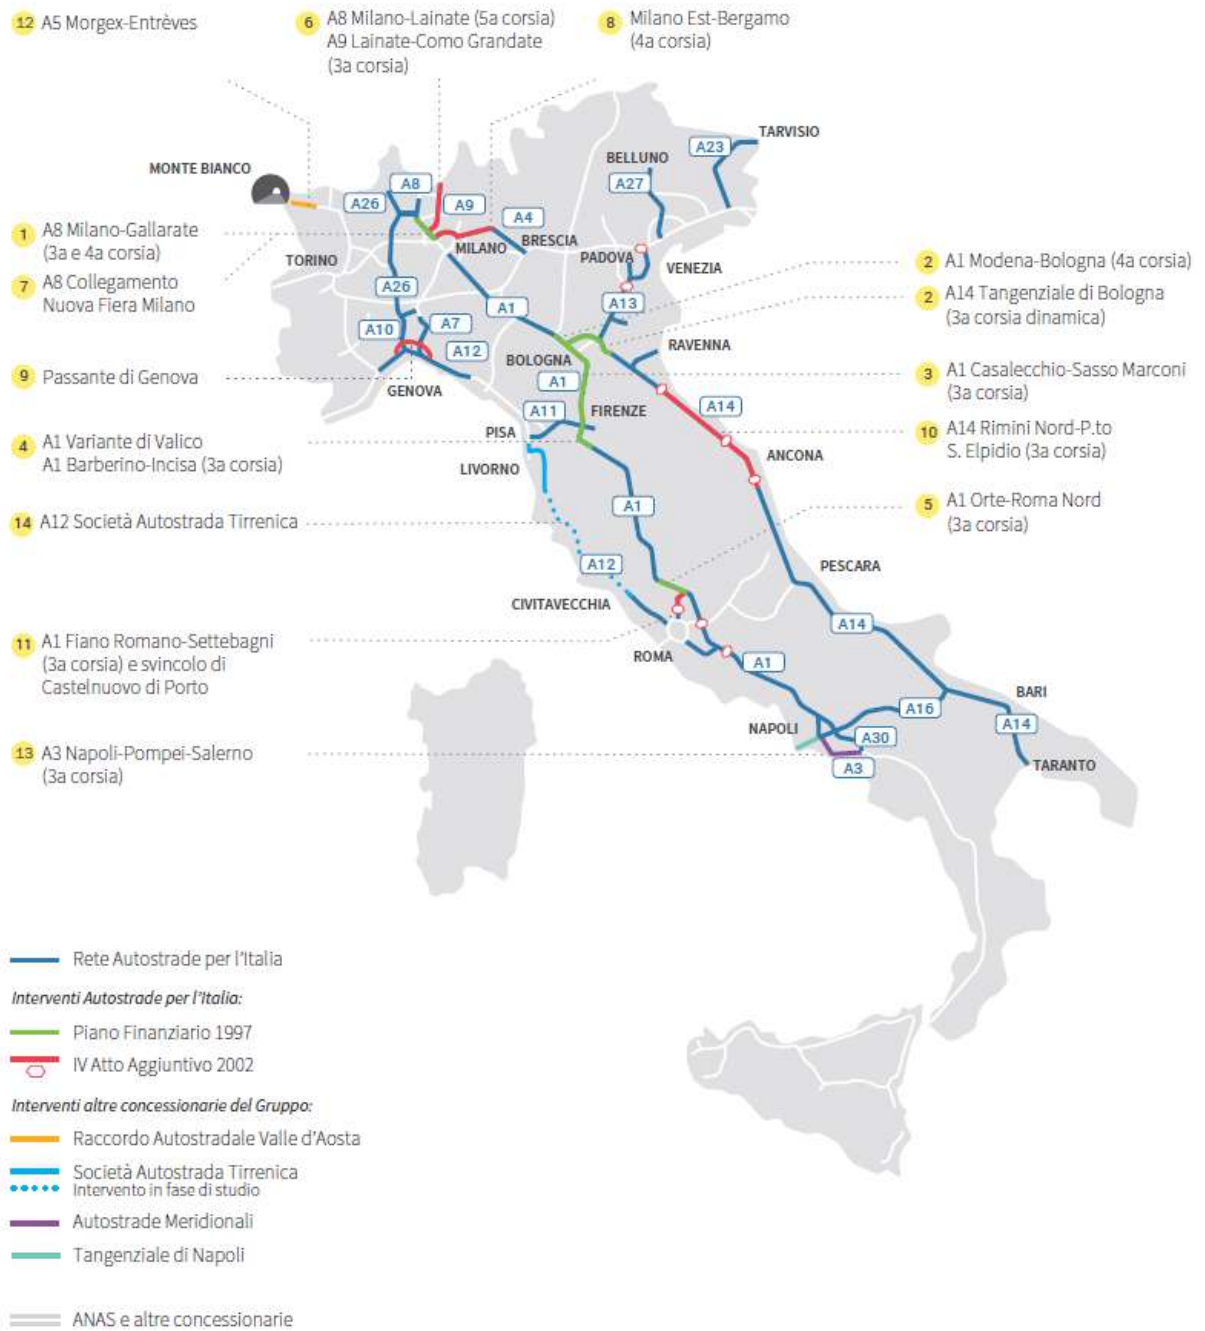 12 A5 Morgex-Entrèves
6 A8 Milano-Lainate (5a corsia)
A9 Lainate-Como Grandate
(3a corsia)
8 Milano Est-Bergamo
(4a corsia)
TARVISIO
A23
BELLUNO
A27
MONTE BIANCO
A8
A26
A9
A4
1 A8 Milano-Gallarate
(3a e 4a corsia)
MILANO
BRESCIA
PADOVA
VENEZIA
TORINO
7 A8 Collegamento
Nuova Fiera Milano
2 A1 Modena-Bologna (4a corsia)
2 A14 Tangenziale di Bologna
(3a corsia dinamica)
A26
A1
A13
A10
A7
A12
RAVENNA
BOLOGNA
9 Passante di Genova
GENOVA
A1
3 A1 Casalecchio-Sasso Marconi
(3a corsia)
A11
FIRENZE
A14
PISA
10 A14 Rimini Nord-P.to
S. Elpidio (3a corsia)
4 A1 Variante di Valico
A1 Barberino-Incisa (3a corsia)
LIVORNO
ANCONA
A1
5 A1 Orte-Roma Nord
(3a corsia)
14 A12 Società Autostrada Tirrenica
A12
PESCARA
CIVITAVECCHIA
A14
11 A1 Fiano Romano-Settebagni
(3a corsia) e svincolo di
Castelnuovo di Porto
ROMA
A1
BARI
A16
A14
NAPOLI
A30
13 A3 Napoli-Pompei-Salerno
(3a corsia)
A3
TARANTO
Rete Autostrade per l'Italia
Interventi Autostrade per l'Italia:
Piano Finanziario 1997
IV Atto Aggiuntivo 2002
Interventi altre concessionarie del Gruppo:
Raccordo Autostradale Valle d'Aosta
Società Autostrada Tirrenica
Intervento in fase di studio
Autostrade Meridionali
Tangenziale di Napoli
ANAS e altre concessionarie